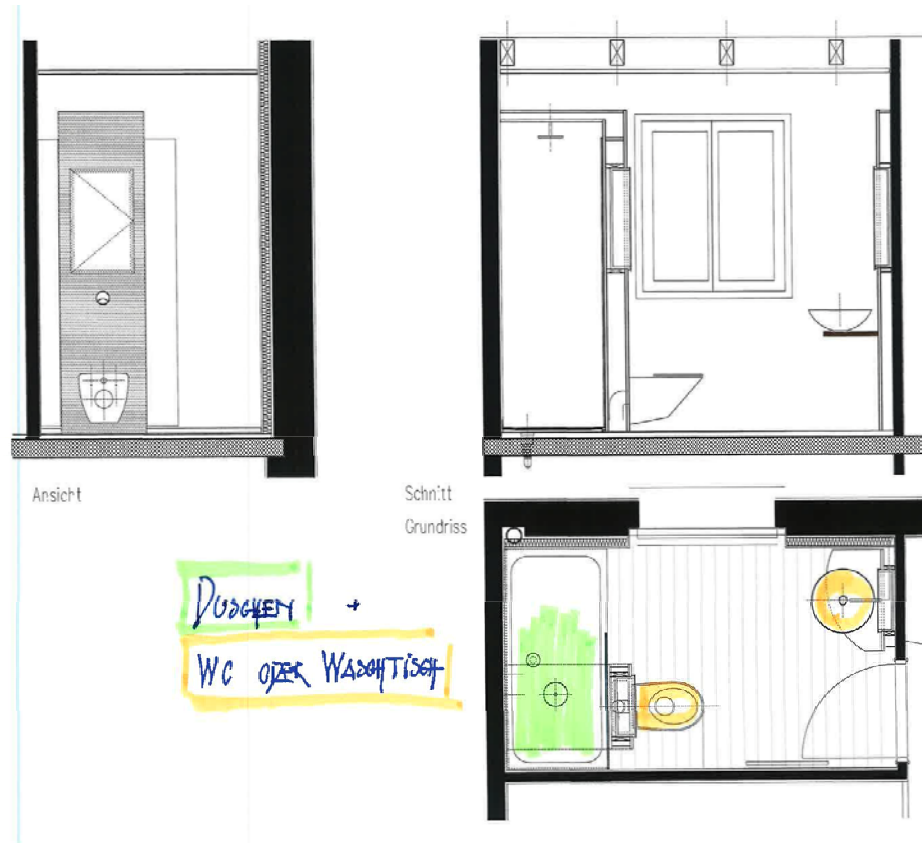 Ansicht
Schnitt
Grundriss
DUSCHEN +
WC ODER WASCHTISCH